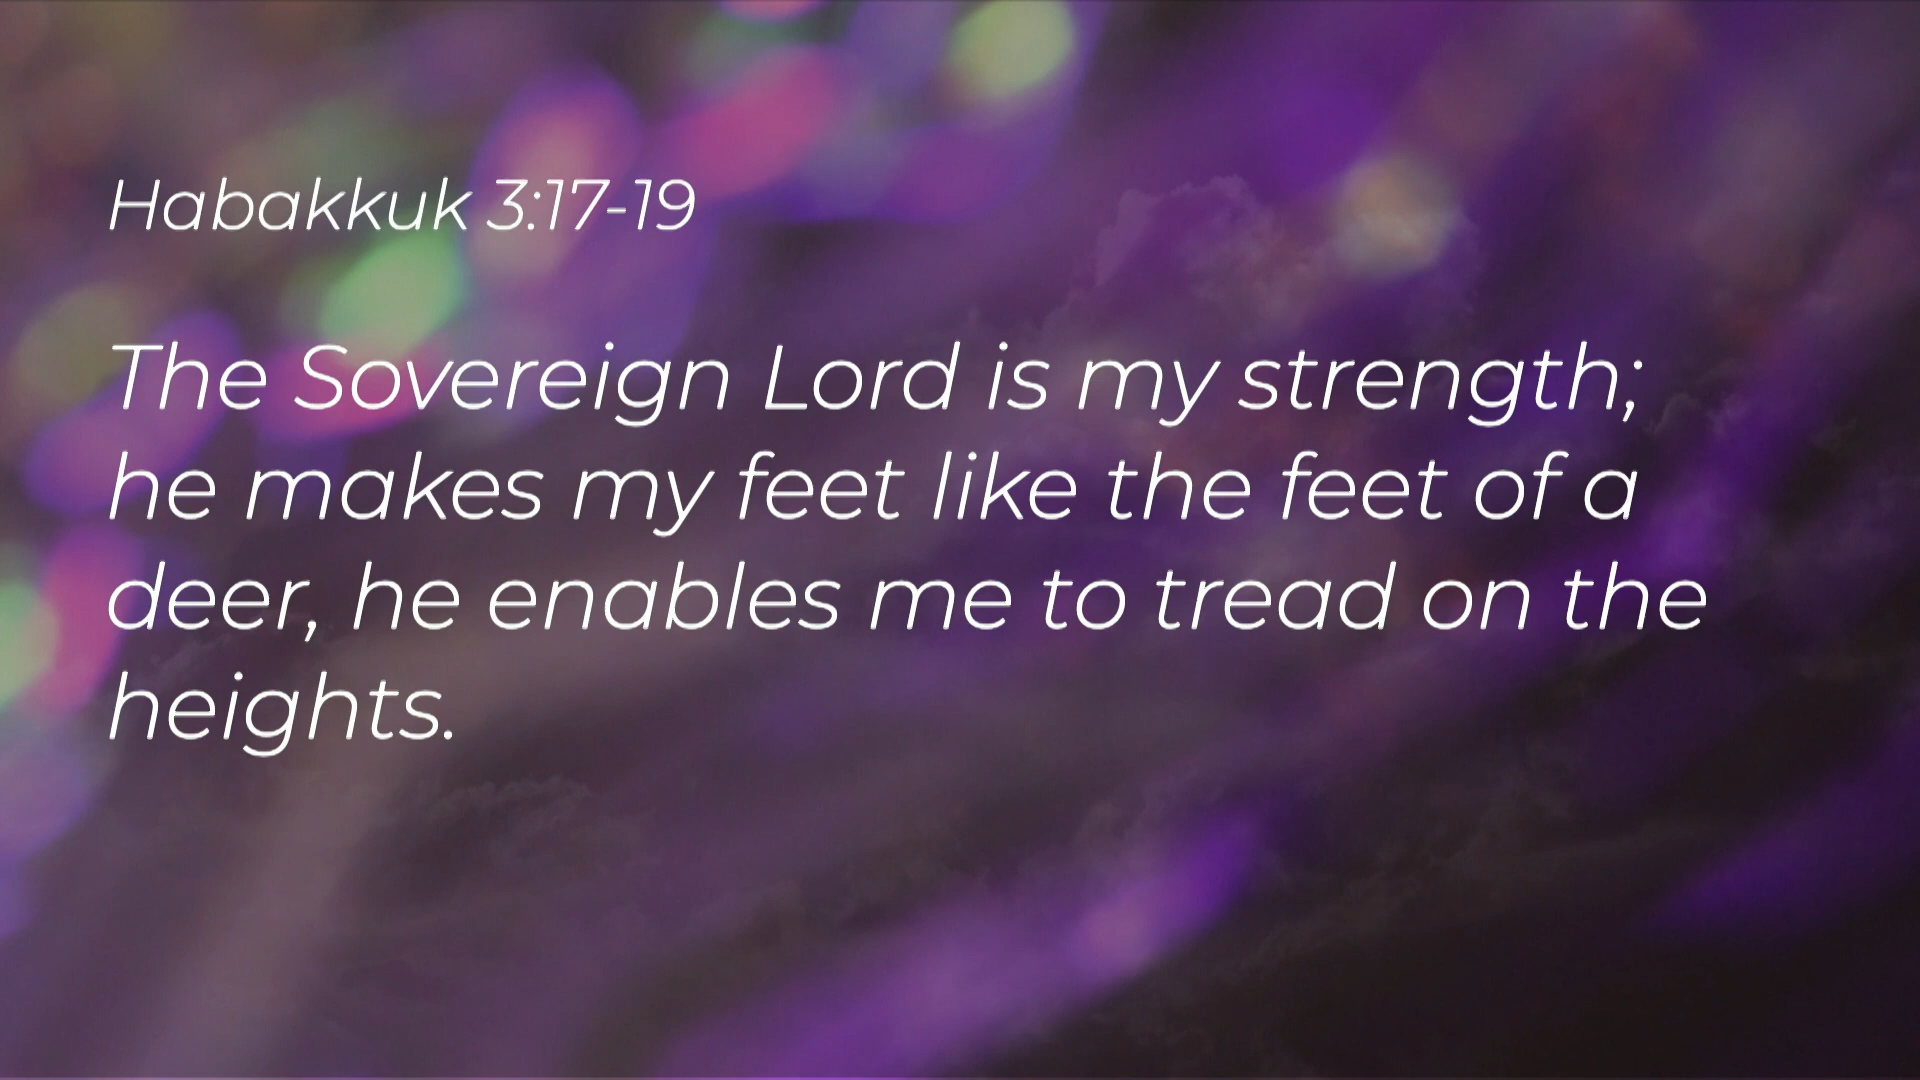 Habakkuk 3:17-19
The Sovereign Lord is my strength;
he makes my feet like the feet of a
deer, he enables me to tread on the
heights.